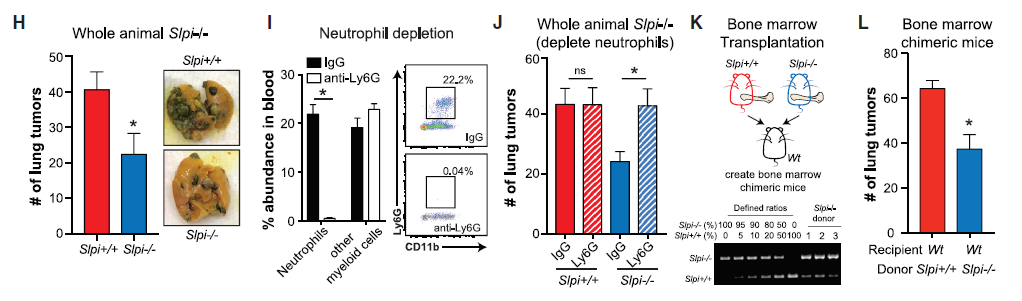 H
Whole animal Slpi-/-
# of lung tumors
50
40
30
20
10
0
*
Slpi+/+
Slpi-/-
Slpi+/+
Slpi-/-
I
Neutrophil depletion
IgG
anti-Ly6G
% abundance in blood
30
20
10
0
*
Neutrophils
other
myeloid cells
22.2%
IgG
0.04%
anti-Ly6G
Ly6G
CD11b
J
Whole animal Slpi-/-
(deplete neutrophils)
# of lung tumors
60
50
40
20
0
ns
*
IgG
Ly6G
IgG
Ly6G
Slpi+/+
Slpi-/-
K
Bone marrow
Transplantation
Slpi+/+
Slpi-/-
Wt
create bone marrow
chimeric mice
Defined ratios
Slpi-/-
donor
Slpi-/- (%) 100 95 90 80 50 0
Slpi+/+ (%) 0 5 10 20 50 100 1 2 3
Slpi-/-
Slpi+/+
L
Bone marrow
chimeric mice
# of lung tumors
80
60
40
20
0
*
Recipient Wt Wt
Donor Slpi+/+ Slpi-/-